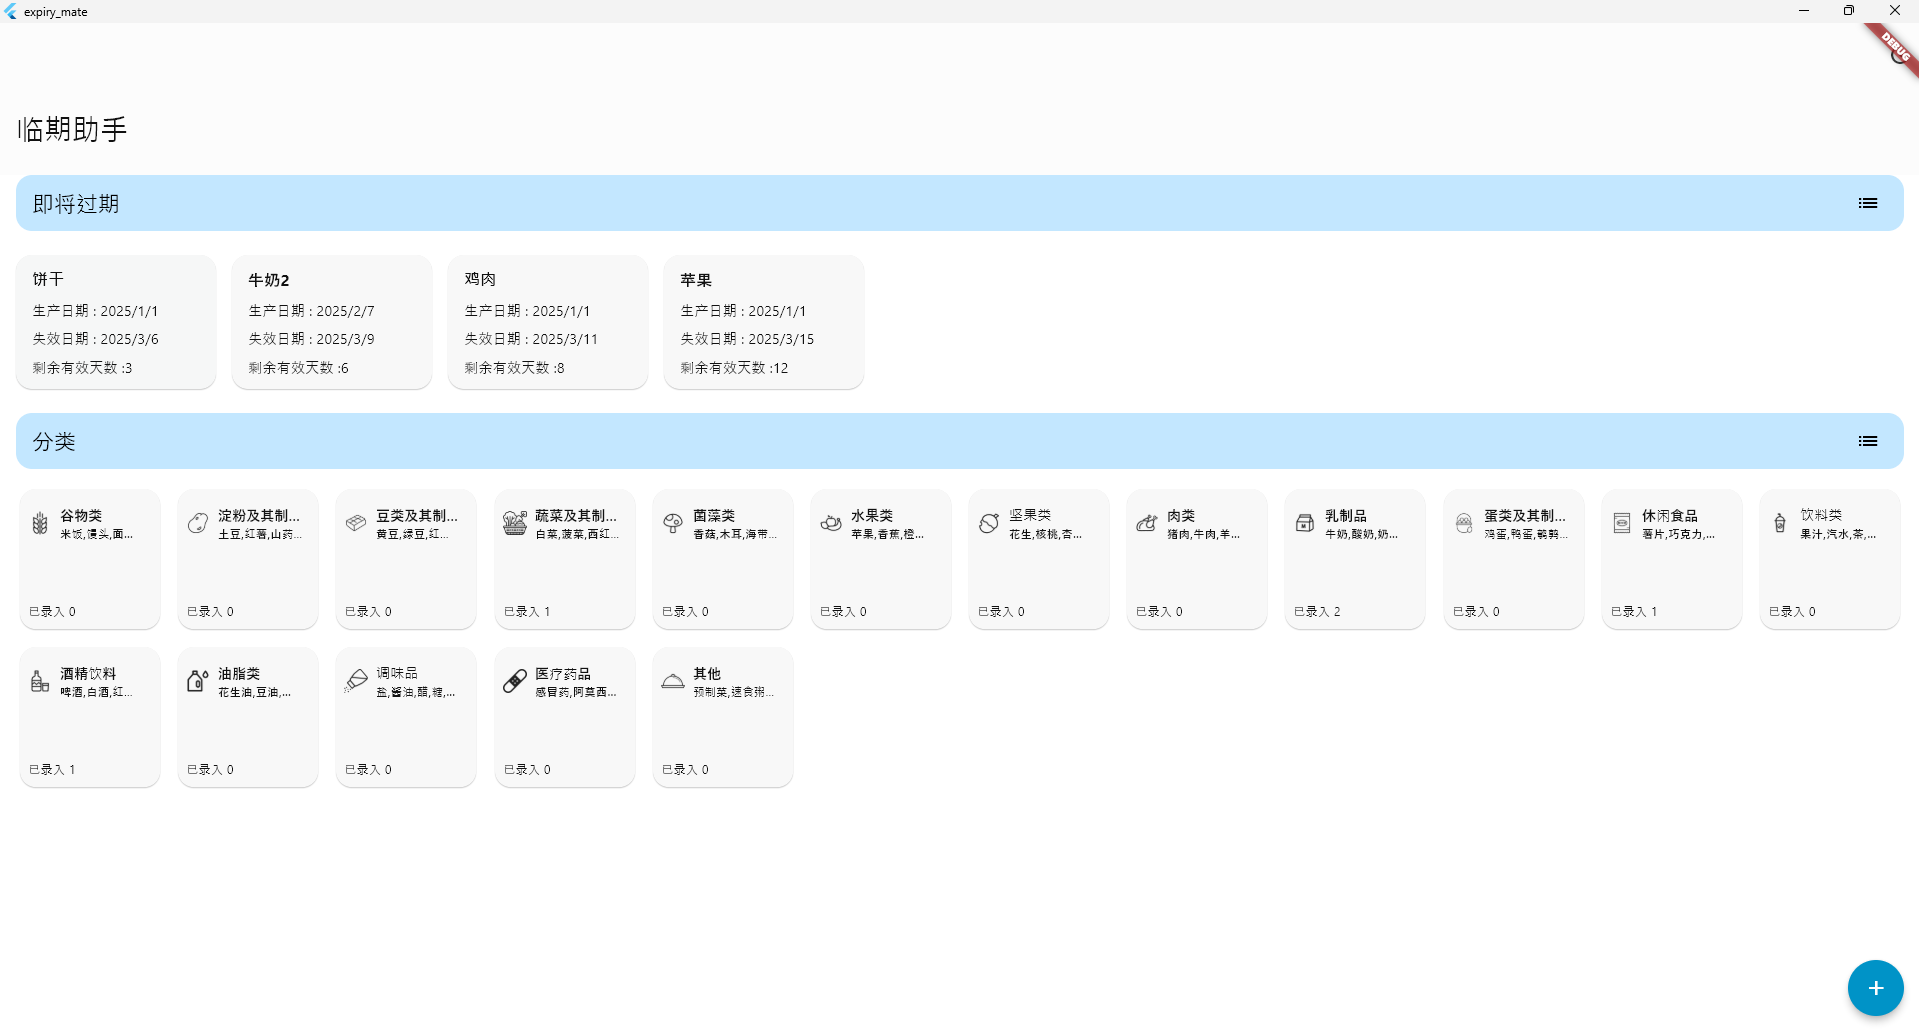 expiry_mate
DEBUG
临期助手
即将过期
饼干
生产日期 : 2025/1/1
失效日期 : 2025/3/6
剩余有效天数 :3
牛奶2
生产日期 : 2025/2/7
失效日期 : 2025/3/9
剩余有效天数 :6
鸡肉
生产日期 : 2025/1/1
失效日期 : 2025/3/11
剩余有效天数 :8
苹果
生产日期 : 2025/1/1
失效日期 : 2025/3/15
剩余有效天数 :12
分类
谷物类
米饭,馒头,面...
已录入 0
淀粉及其制...
土豆,红薯,山药...
已录入 0
豆类及其制...
黄豆,绿豆,红...
已录入 0
蔬菜及其制...
白菜,菠菜,西红...
已录入 1
菌藻类
香菇,木耳,海带...
已录入 0
水果类
苹果,香蕉,橙...
已录入 0
坚果类
花生,核桃,杏...
已录入 0
肉类
猪肉,牛肉,羊...
已录入 0
乳制品
牛奶,酸奶,奶...
已录入 2
蛋类及其制...
鸡蛋,鸭蛋,鹌鹑...
已录入 0
休闲食品
薯片,巧克力,...
已录入 1
饮料类
果汁,汽水,茶,...
已录入 0
酒精饮料
啤酒,白酒,红...
已录入 1
油脂类
花生油,豆油,...
已录入 0
调味品
盐,酱油,醋,糖,...
已录入 0
医疗药品
感冒药,阿莫西...
已录入 0
其他
预制菜,速食粥...
已录入 0